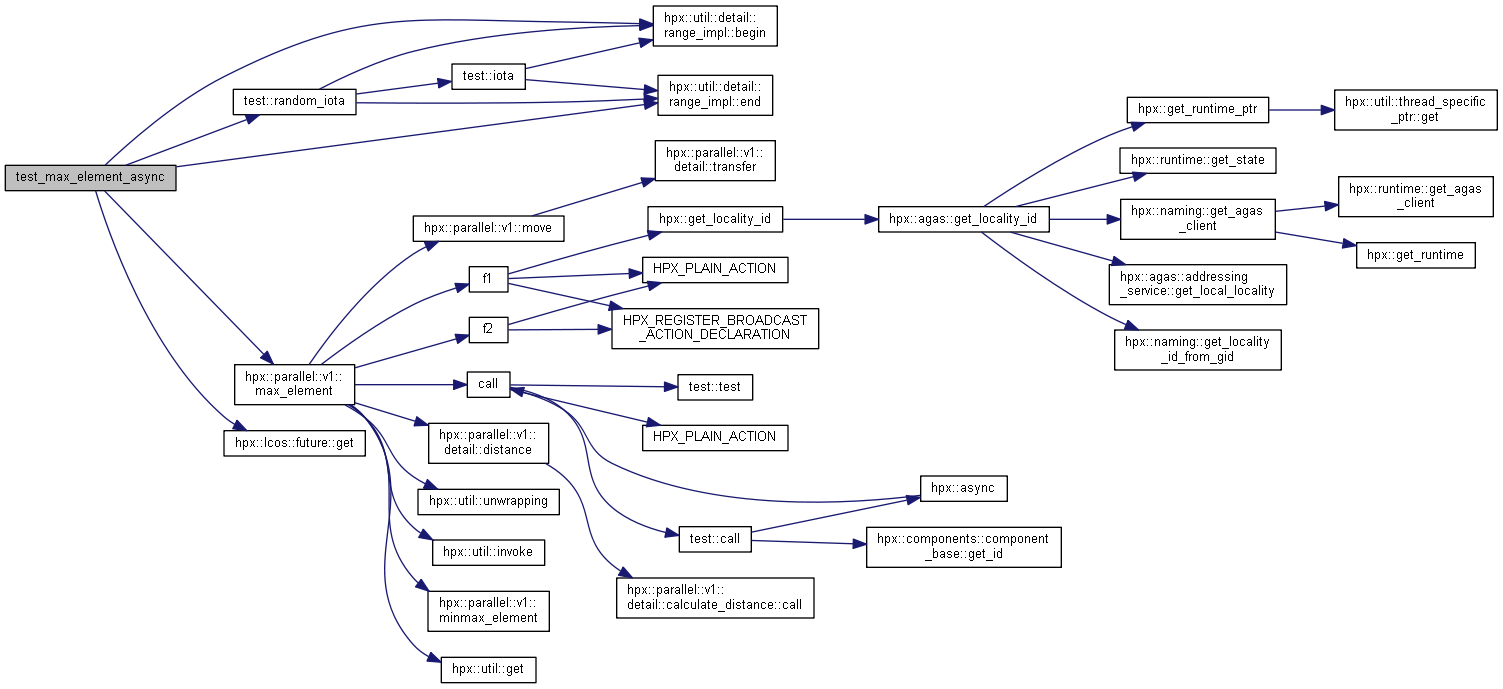 hpx::util::detail::
range_impl::begin
test::iota
hpx::util::detail::
range_impl::end
test::random_iota
hpx::get_runtime_ptr
hpx::util::thread_specific
_ptr::get
hpx::parallel::v1::
detail::transfer
hpx::runtime::get_state
test_max_element_async
hpx::runtime::get_agas
_client
hpx::parallel::v1::move
hpx::get_locality_id
hpx::agas::get_locality_id
hpx::naming::get_agas
_client
hpx::get_runtime
f1
HPX_PLAIN_ACTION
hpx::agas::addressing
_service::get_local_locality
f2
HPX_REGISTER_BROADCAST
_ACTION_DECLARATION
hpx::naming::get_locality
_id_from_gid
hpx::parallel::v1::
max_element
call
test::test
hpx::lcos::future::get
hpx::parallel::v1::
detail::distance
HPX_PLAIN_ACTION
hpx::util::unwrapping
hpx::async
hpx::util::invoke
test::call
hpx::components::component
_base::get_id
hpx::parallel::v1::
minmax_element
hpx::parallel::v1::
detail::calculate_distance::call
hpx::util::get